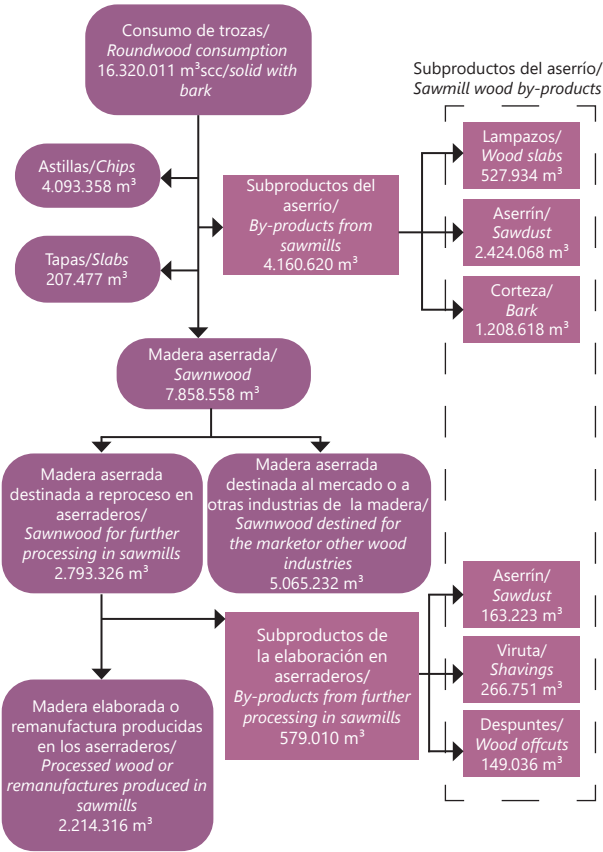 Consumo de trozas/
Roundwood consumption
16.320.011 m³scc/solid with
bark
Subproductos del aserrío/
Sawmill wood by-products
Astillas/Chips
4.093.358 m³
Subproductos del
aserrío/
By-products from
sawmills
4.160.620 m³
Lampazos/
Wood slabs
527.934 m³
Aserrín/
Sawdust
2.424.068 m³
Corteza/
Bark
1.208.618 m³
Tapas/Slabs
207.477 m³
Madera aserrada/
Sawnwood
7.858.558 m³
Madera aserrada
destinada a reproceso en
aserraderos/
Sawnwood for further
processing in sawmills
2.793.326 m³
Madera aserrada
destinada al mercado o a
otras industrias de la madera/
Sawnwood destined for
the marketor other wood
industries
5.065.232 m³
Subproductos de
la elaboración en
aserraderos/
By-products from further
processing in sawmills
579.010 m³
Aserrín/
Sawdust
163.223 m³
Viruta/
Shavings
266.751 m³
Despuntes/
Wood offcuts
149.036 m³
Madera elaborada o
remanufactura producidas
en los aserraderos/
Processed wood or
remanufactures produced in
sawmills
2.214.316 m³